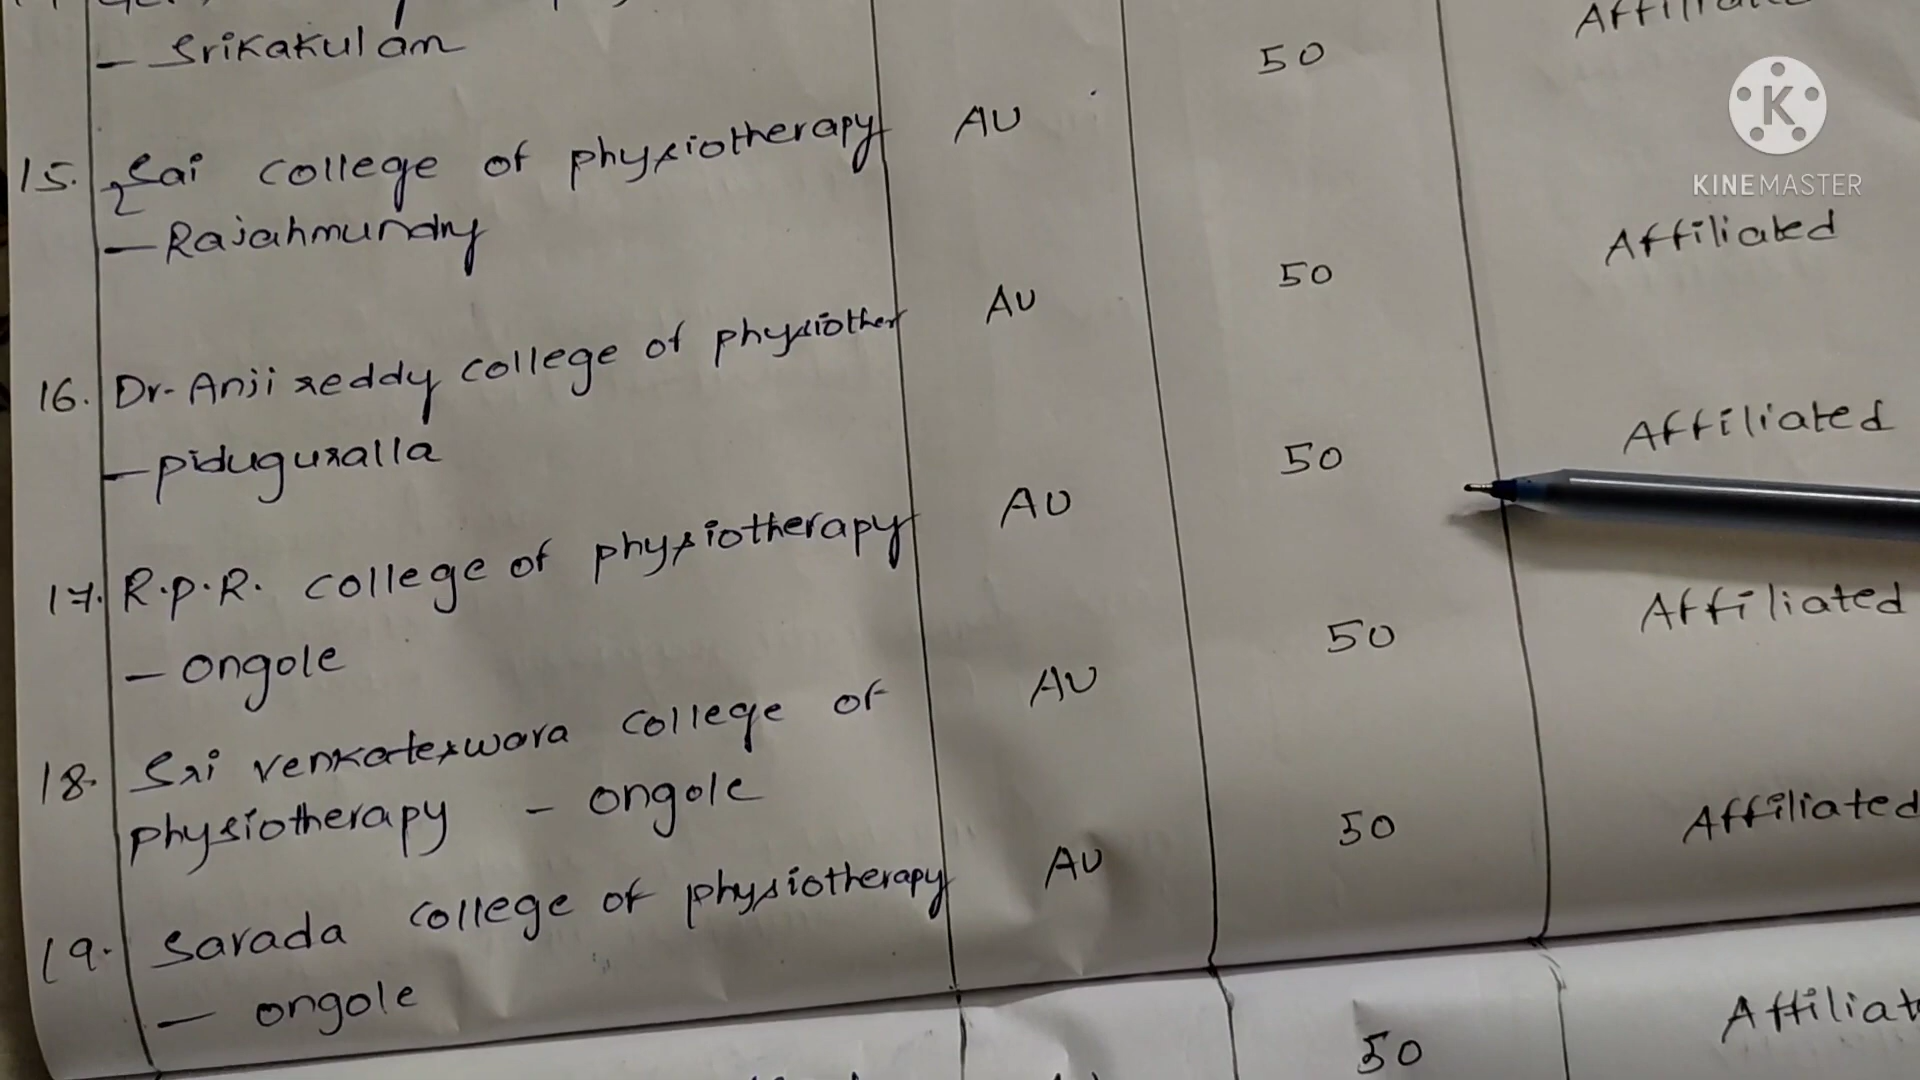 - Srikakulam
50
Affiliated
15. Sai college of physiotherapy AU
- Rajahmundry
50
Affiliated
16. Dr. Anji reddy college of physiother AU
- piduguralla
50
Affiliated
17. R.p.R. college of physiotherapy AU
- ongole
50
Affiliated
18. Sri venkateswara college of AU
physiotherapy - ongole
50
Affiliated
19. Sarada college of physiotherapy AU
- ongole
50
Affiliat
KINEMASTER